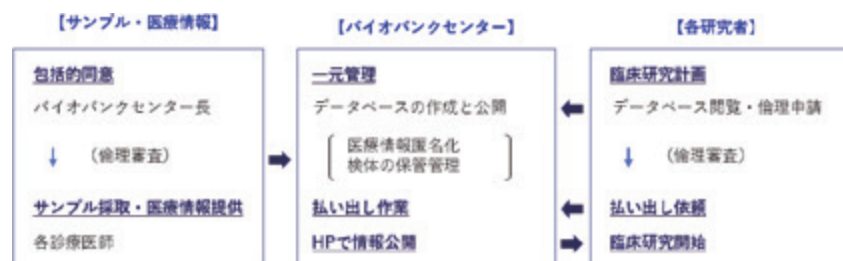 【サンプル・医療情報】
包括的同意
バイオバンクセンター長
↓ （倫理審査）
サンプル採取・医療情報提供
各診療医師
【バイオバンクセンター】
一元管理
データベースの作成と公開
医療情報匿名化
検体の保管管理
払い出し作業
HPで情報公開
【各研究者】
臨床研究計画
データベース閲覧・倫理申請
↓ （倫理審査）
払い出し依頼
臨床研究開始